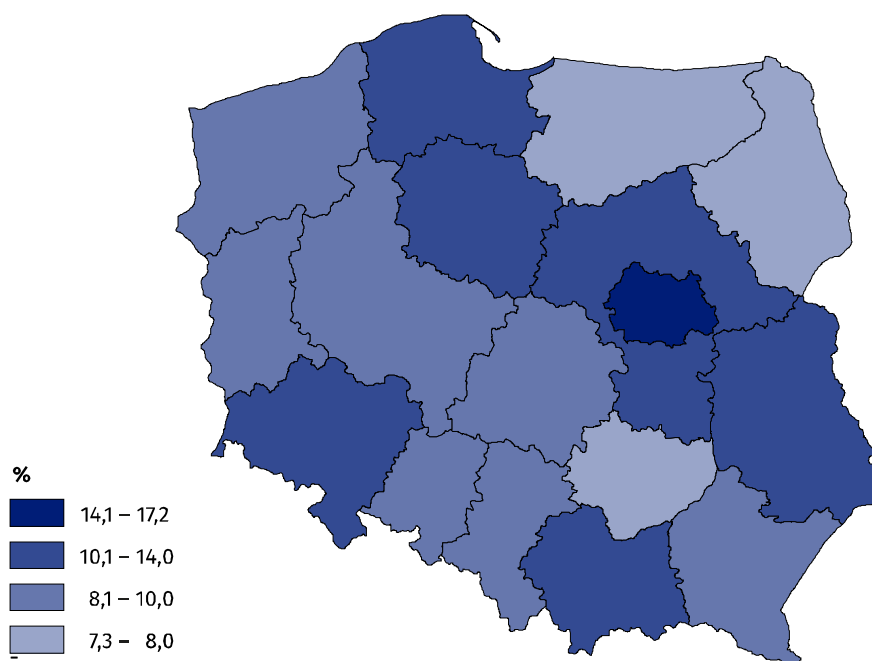 %
14,1 – 17,2
10,1 – 14,0
8,1 – 10,0
7,3 – 8,0